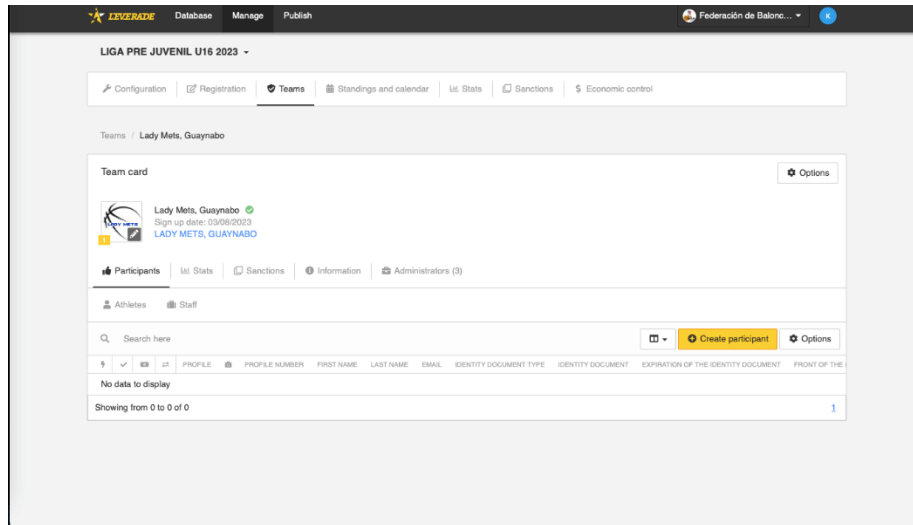 LEVERADE Database Manage Publish Federación de Balonc... K
LIGA PRE JUVENIL U16 2023
Configuration Registration Teams Standings and calendar Stats Sanctions $ Economic control
Teams / Lady Mets, Guaynabo
Team card Options
LADY METS
1
Lady Mets, Guaynabo
Sign up date: 03/08/2023
LADY METS, GUAYNABO
Participants Stats Sanctions Information Administrators (3)
Athletes Staff
Search here Create participant Options
PROFILE PROFILE NUMBER FIRST NAME LAST NAME EMAIL IDENTITY DOCUMENT TYPE IDENTITY DOCUMENT EXPIRATION OF THE IDENTITY DOCUMENT FRONT OF THE
No data to display
Showing from 0 to 0 of 0 1